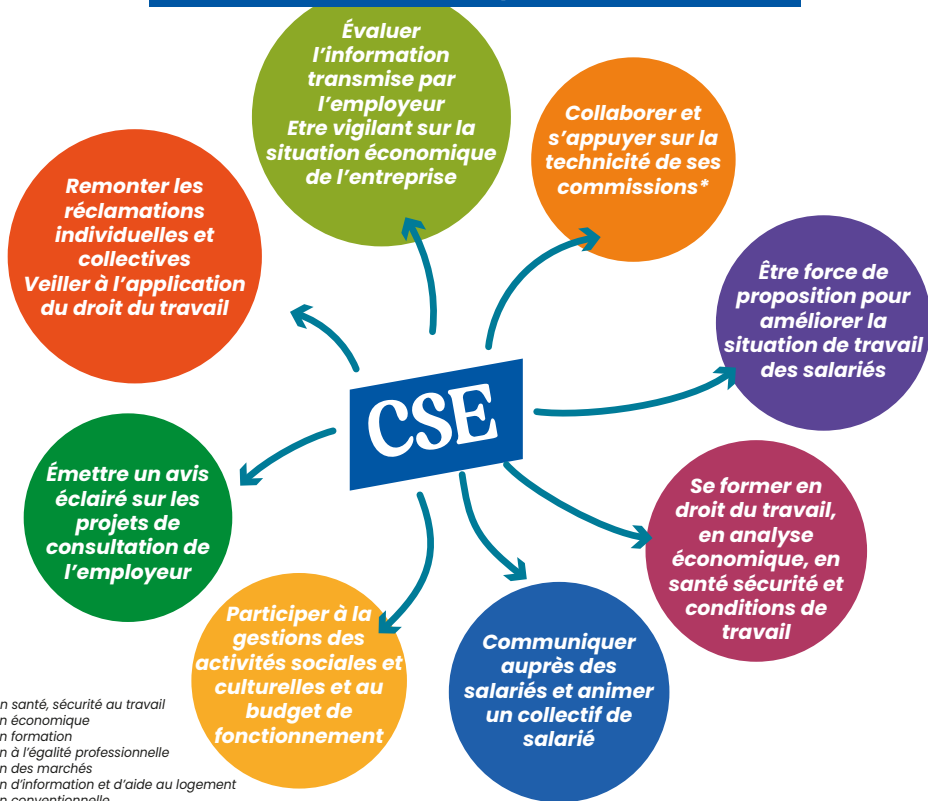 Évaluer
l'information
transmise par
l'employeur
Etre vigilant sur la
situation économique
de l'entreprise
Collaborer et
s'appuyer sur la
technicité de ses
commissions*
Remonter les
réclamations
individuelles et
collectives
Veiller à l'application
du droit du travail
Être force de
proposition pour
améliorer la
situation de travail
des salariés
CSE
Émettre un avis
éclairé sur les
projets de
consultation de
l'employeur
Se former en
droit du travail,
en analyse
économique, en
santé sécurité et
conditions de
travail
Participer à la
gestions des
activités sociales et
culturelles et au
budget de
fonctionnement
Communiquer
auprès des
salariés et animer
un collectif de
salarié
n santé, sécurité au travail
n économique
n formation
n à l'égalité professionnelle
n des marchés
n d'information et d'aide au logement
n conventionnelle